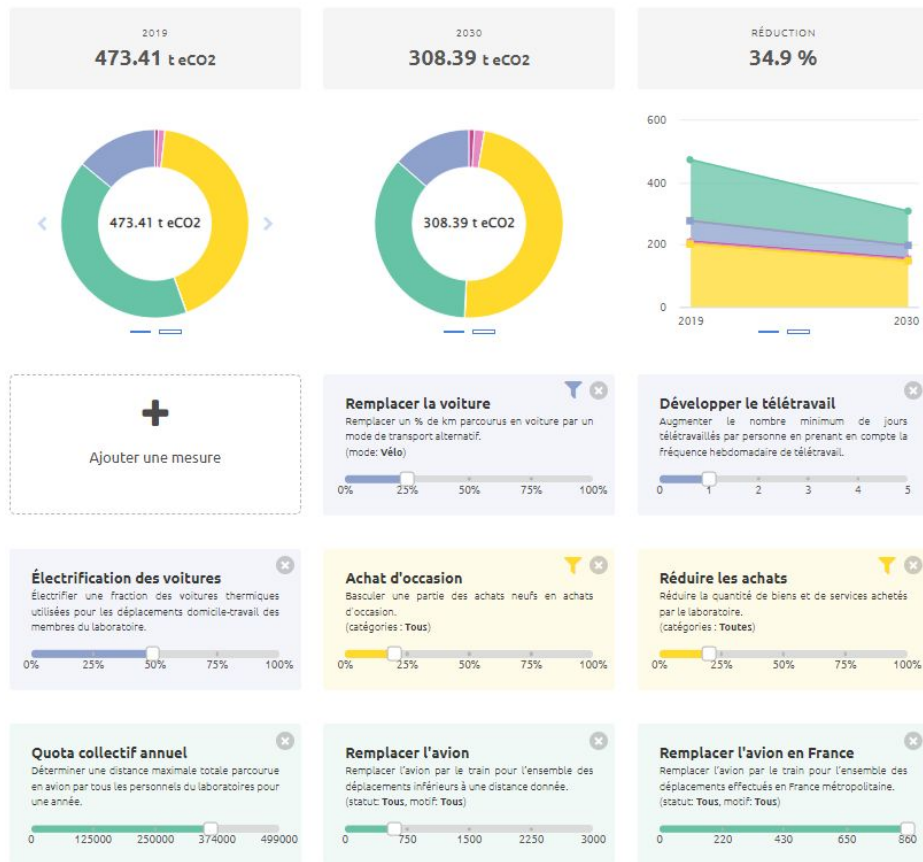 2019
473.41 t eCO2
2030
308.39 t eCO2
RÉDUCTION
34.9 %
473.41 t eCO2
308.39 t eCO2
600
400
200
0
2019
2030
Ajouter une mesure
Remplacer la voiture
Remplacer un % de km parcourus en voiture par un
mode de transport alternatif.
(mode: Vélo)
0% 25% 50% 75% 100%
Développer le télétravail
Augmenter le nombre minimum de jours
télétravaillés par personne en prenant en compte la
fréquence hebdomadaire de télétravail.
0 1 2 3 4 5
Électrification des voitures
Électrifier une fraction des voitures thermiques
utilisées pour les déplacements domicile-travail des
membres du laboratoire.
0% 25% 50% 75% 100%
Achat d'occasion
Basculer une partie des achats neufs en achats
d'occasion.
(catégories : Tous)
0% 25% 50% 75% 100%
Réduire les achats
Réduire la quantité de biens et de services achetés
par le laboratoire.
(catégories : Toutes)
0% 25% 50% 75% 100%
Quota collectif annuel
Déterminer une distance maximale totale parcourue
en avion par tous les personnels du laboratoires pour
une année.
0 125000 250000 374000 499000
Remplacer l'avion
Remplacer l'avion par le train pour l'ensemble des
déplacements inférieurs à une distance donnée.
(statut: Tous, motif: Tous)
0 750 1500 2250 3000
Remplacer l'avion en France
Remplacer l'avion par le train pour l'ensemble des
déplacements effectués en France métropolitaine.
(statut: Tous, motif: Tous)
0 220 430 650 860